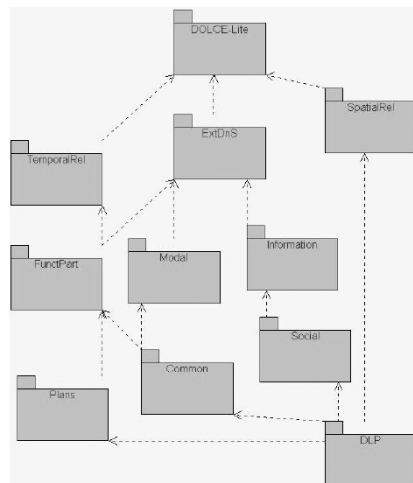 DOLCE-Lite
SpatialRel
ExtDnS
TemporalRel
Information
Modal
FunctPart
Social
Common
Plans
DLP